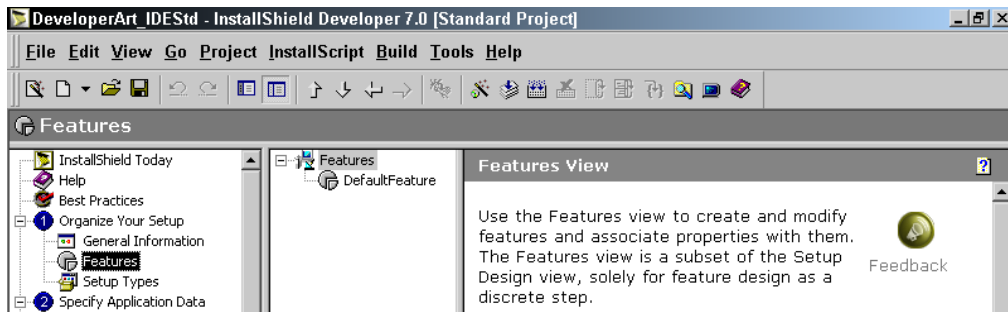 DeveloperArt_IDEStd - InstallShield Developer 7.0 [Standard Project]
File Edit View Go Project InstallScript Build Tools Help
Features
InstallShield Today
Help
Best Practices
1 Organize Your Setup
General Information
Features
Setup Types
2 Specify Application Data
Features
DefaultFeature
Features View
?
Use the Features view to create and modify
features and associate properties with them.
The Features view is a subset of the Setup
Design view, solely for feature design as a
discrete step.
Feedback